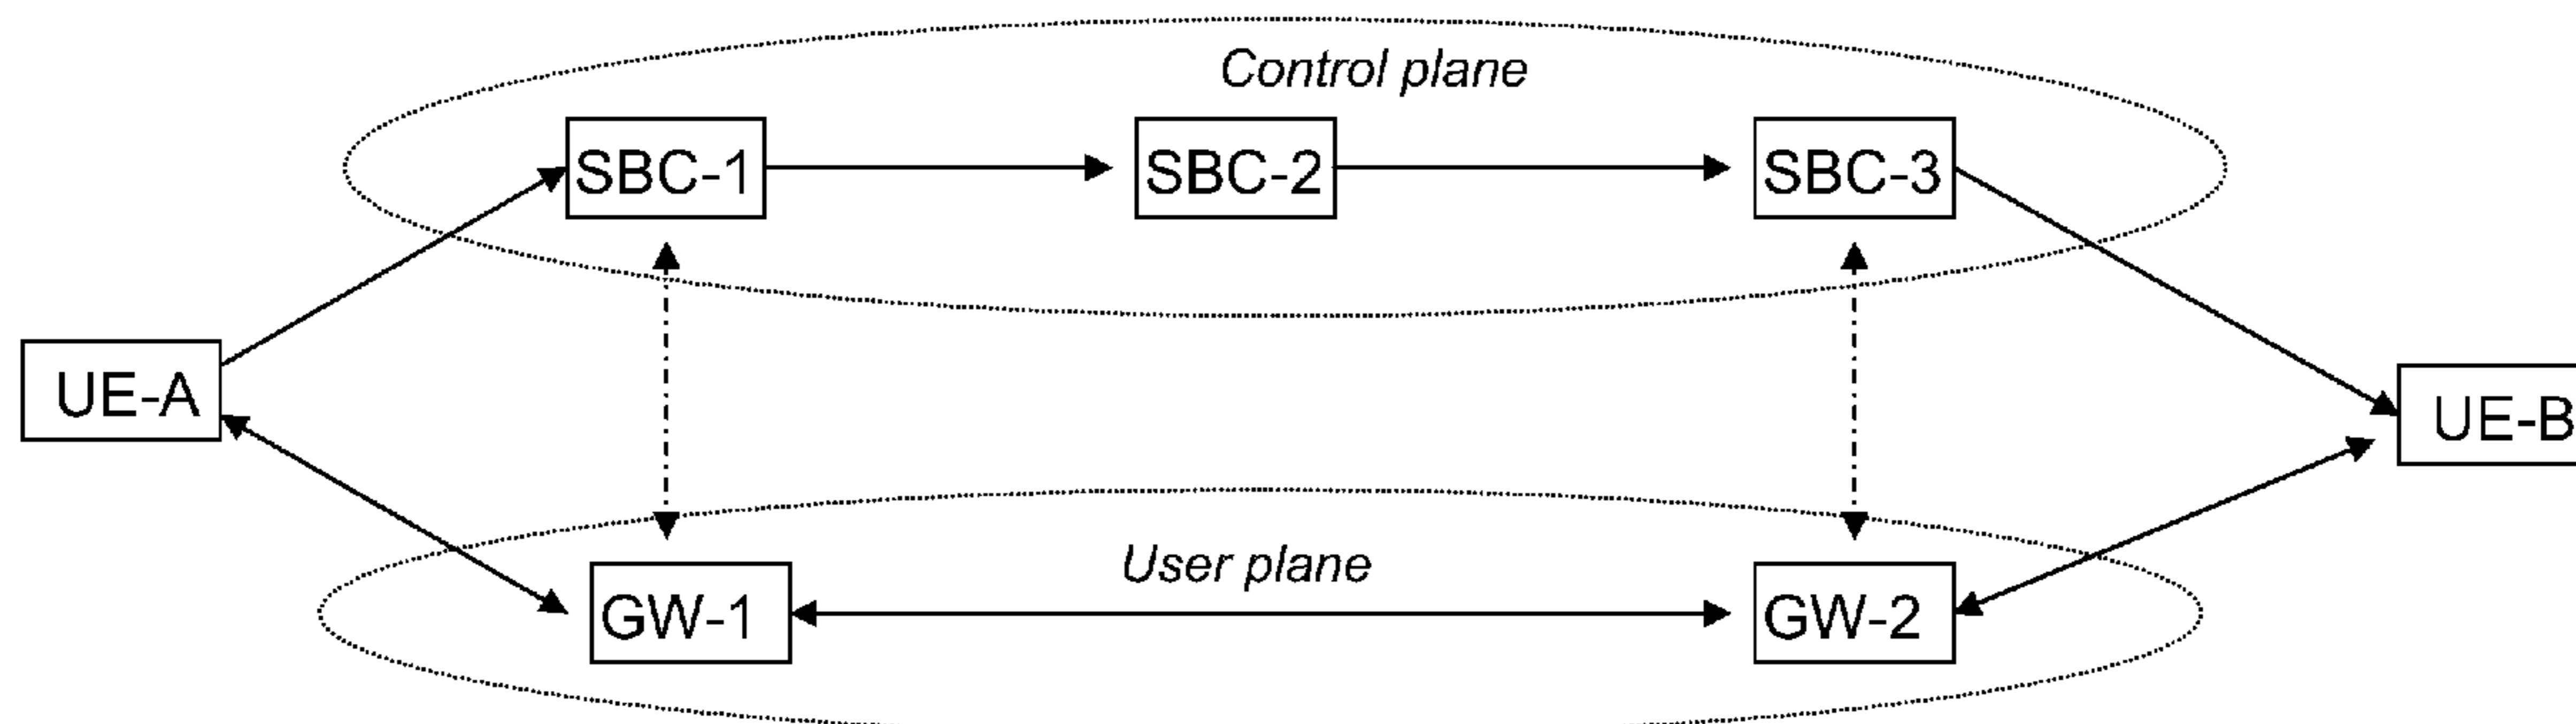 Control plane
SBC-1
SBC-2
SBC-3
UE-A
UE-B
User plane
GW-1
GW-2